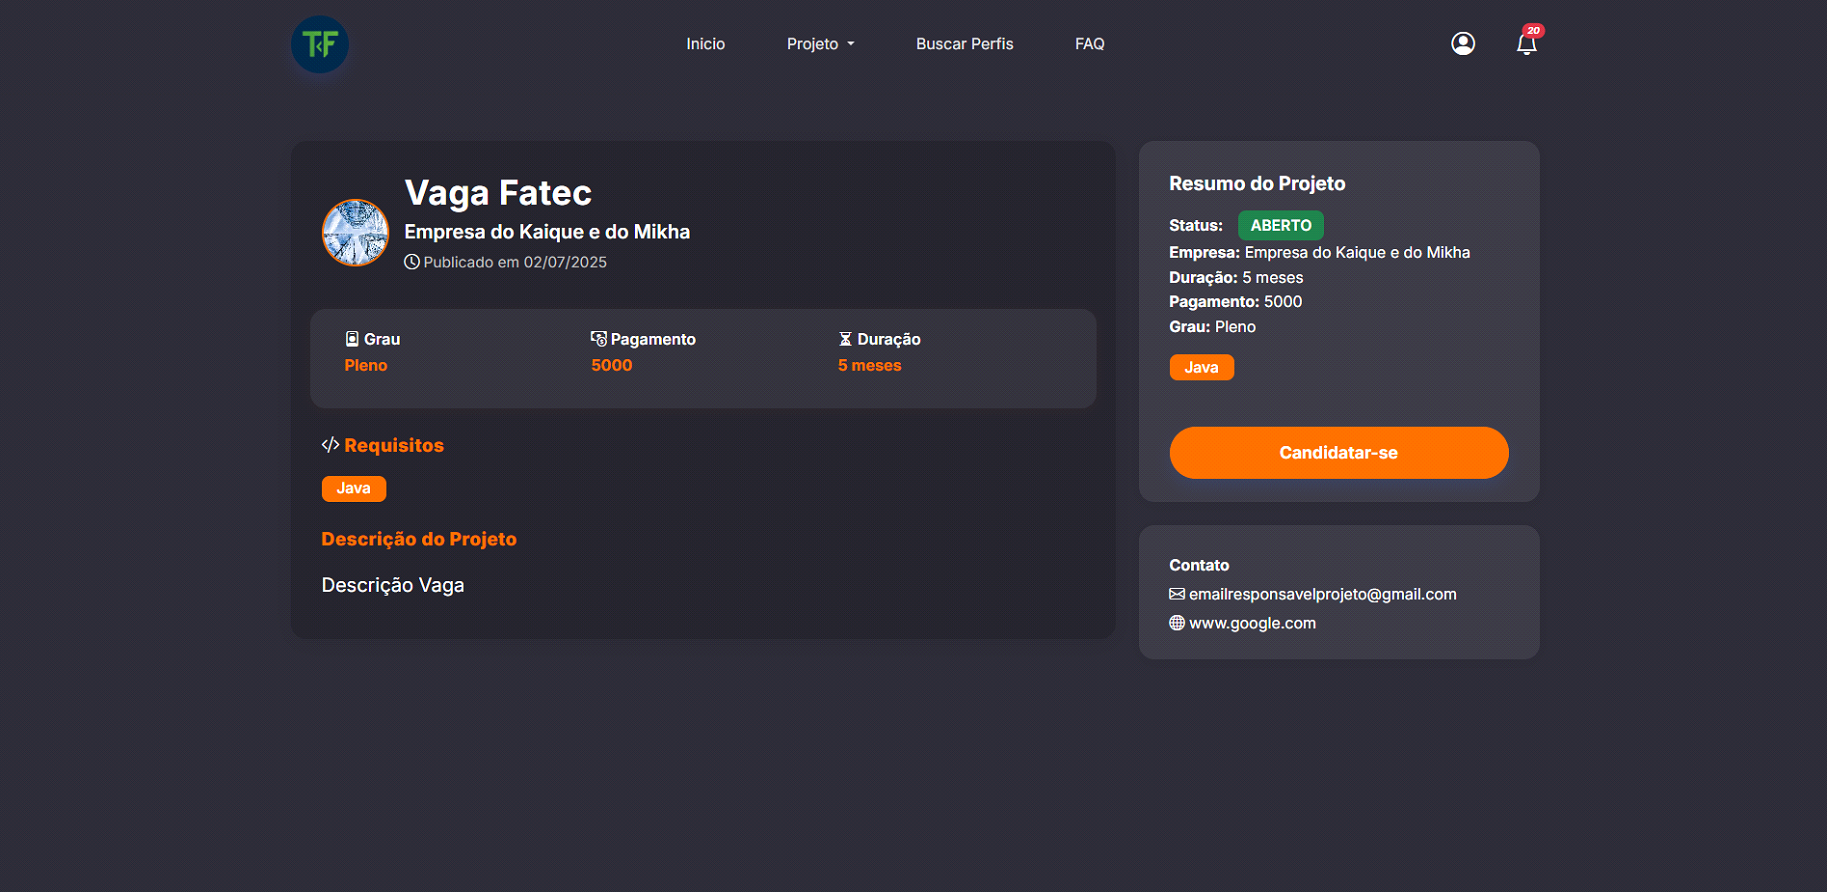 TKF
Inicio
Projeto
Buscar Perfis
FAQ
20
Vaga Fatec
Empresa do Kaique e do Mikha
Publicado em 02/07/2025
Grau
Pleno
Pagamento
5000
Duração
5 meses
</> Requisitos
Java
Descrição do Projeto
Descrição Vaga
Resumo do Projeto
Status: ABERTO
Empresa: Empresa do Kaique e do Mikha
Duração: 5 meses
Pagamento: 5000
Grau: Pleno
Java
Candidatar-se
Contato
emailresponsavelprojeto@gmail.com
www.google.com